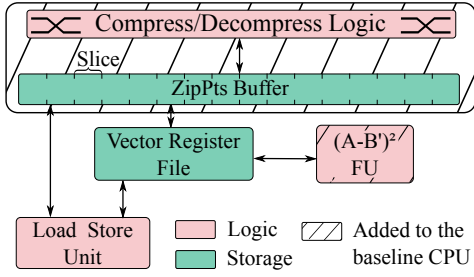 Compress/Decompress Logic
Slice
ZipPts Buffer
Vector Register
File
(A-B')²
FU
Load Store
Unit
Logic
Storage
Added to the
baseline CPU